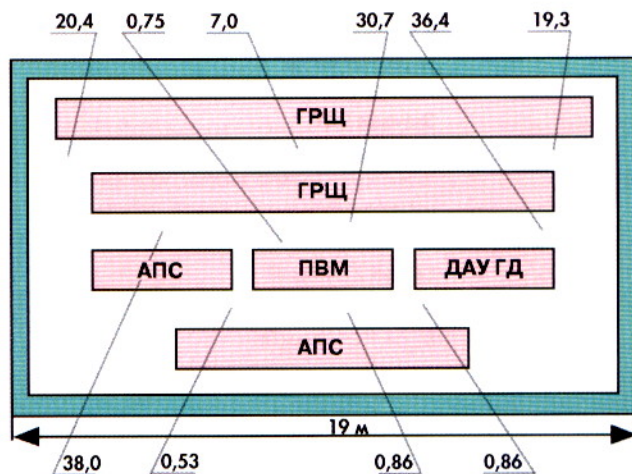 20,4 0,75 7,0 30,7 36,4 19,3
ГРЩ
ГРЩ
АПС ПВМ ДАУ ГД
АПС
19 м
38,0 0,53 0,86 0,86